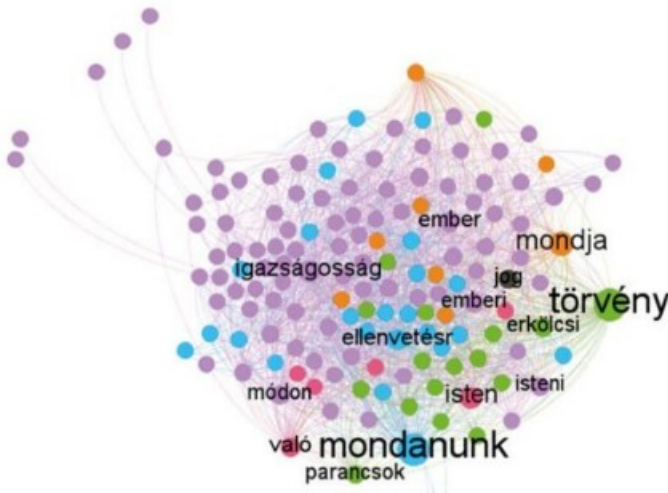 ember
mondja
igazságosság
jog
emberi
törvény
erkölcsi
ellenvetésr
isteni
módon
isten
való
mondanunk
parancsok